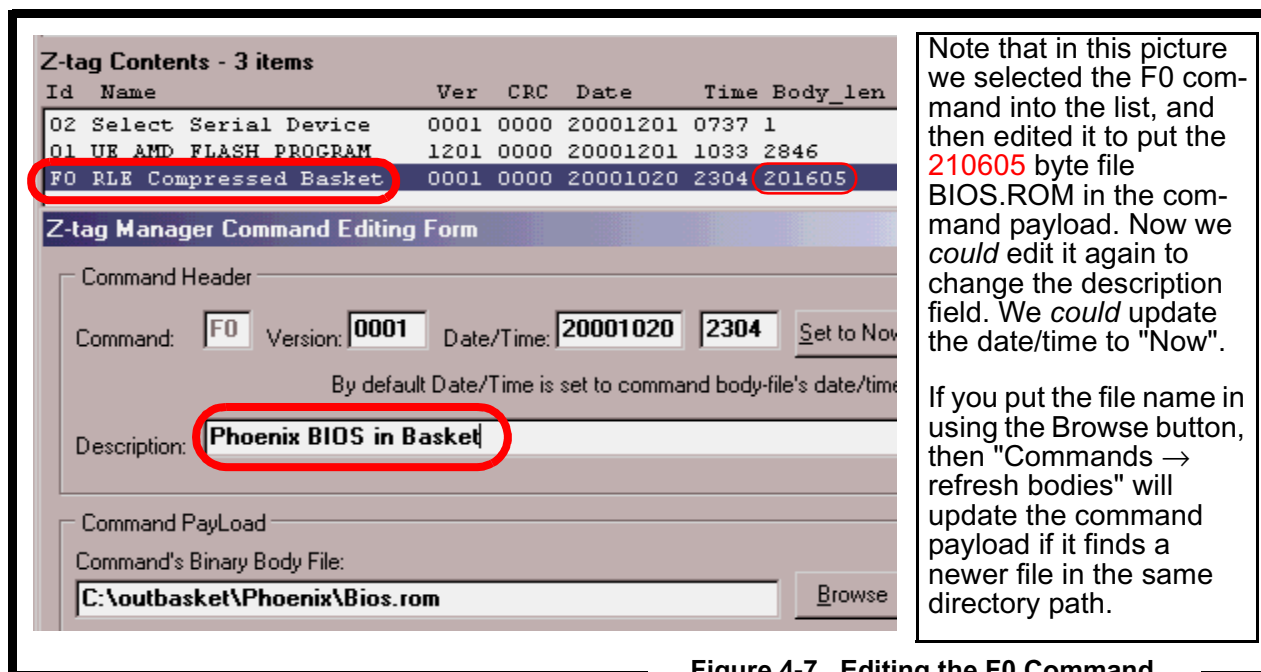 Z-tag Contents - 3 items
Id Name Ver CRC Date Time Body_len
02 Select Serial Device 0001 0000 20001201 0737 1
01 UE AMD FLASH PROGRAM 1201 0000 20001201 1033 2846
F0 RLE Compressed Basket 0001 0000 20001020 2304 201605
Z-tag Manager Command Editing Form
Command Header
Command: F0 Version: 0001 Date/Time: 20001020 2304 Set to Now
By default Date/Time is set to command body-file's date/time
Description: Phoenix BIOS in Basket
Command PayLoad
Command's Binary Body File:
C:\outbasket\Phoenix\Bios.rom Browse
Note that in this picture
we selected the F0 com-
mand into the list, and
then edited it to put the
210605 byte file
BIOS.ROM in the com-
mand payload. Now we
could edit it again to
change the description
field. We could update
the date/time to "Now".
If you put the file name in
using the Browse button,
then "Commands →
refresh bodies" will
update the command
payload if it finds a
newer file in the same
directory path.
Figure 4-7 Editing the F0 Command